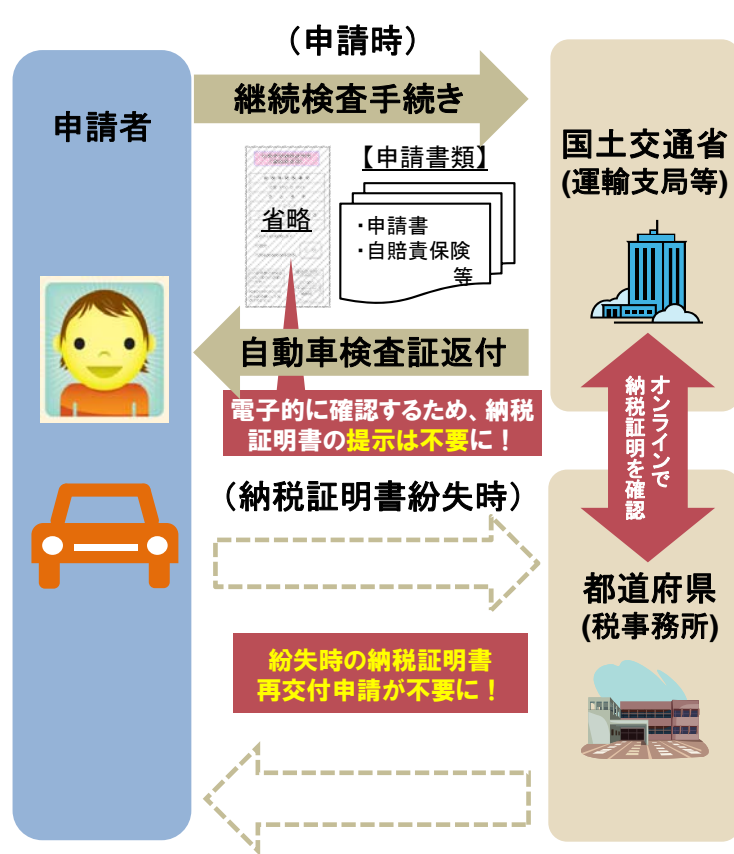 （申請時）
申請者
継続検査手続き
国土交通省
(運輸支局等)
【申請書類】
省略
・申請書
・自賠責保険
等
自動車検査証返付
電子的に確認するため、納税
証明書の提示は不要に！
オンラインで
納税証明を確認
（納税証明書紛失時）
都道府県
(税事務所)
紛失時の納税証明書
再交付申請が不要に！